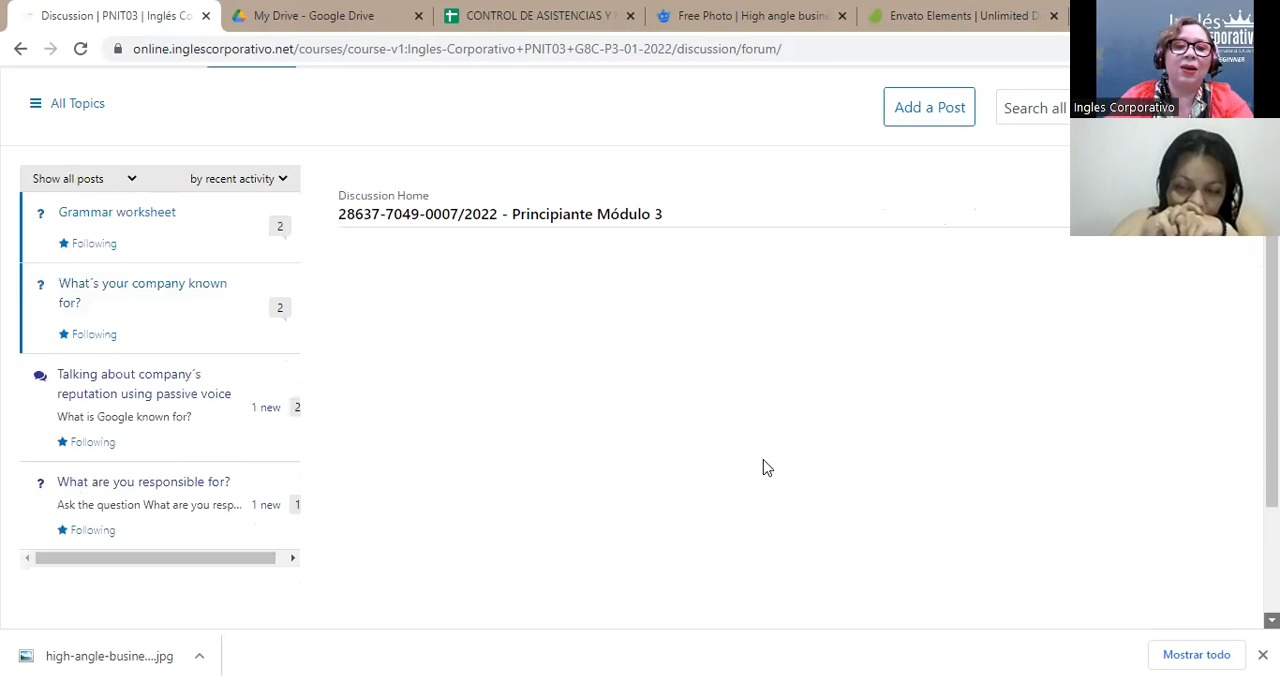 Discussion | PNIT03 | Inglés Co
My Drive - Google Drive
CONTROL DE ASISTENCIAS Y
Free Photo | High angle busine
Envato Elements | Unlimited D
online.inglescorporativo.net/courses/course-v1:Ingles-Corporativo+PNIT03+G8C-P3-01-2022/discussion/forum/
Inglés
Corporativo
Ingles Corporativo
All Topics
Add a Post
Search all
Show all posts
by recent activity
Discussion Home
28637-7049-0007/2022 - Principiante Módulo 3
? Grammar worksheet
2
Following
? What´s your company known
for?
2
Following
Talking about company´s
reputation using passive voice
1 new 2
What is Google known for?
Following
? What are you responsible for?
Ask the question What are you resp...
1 new 1
Following
high-angle-busine....jpg
Mostrar todo